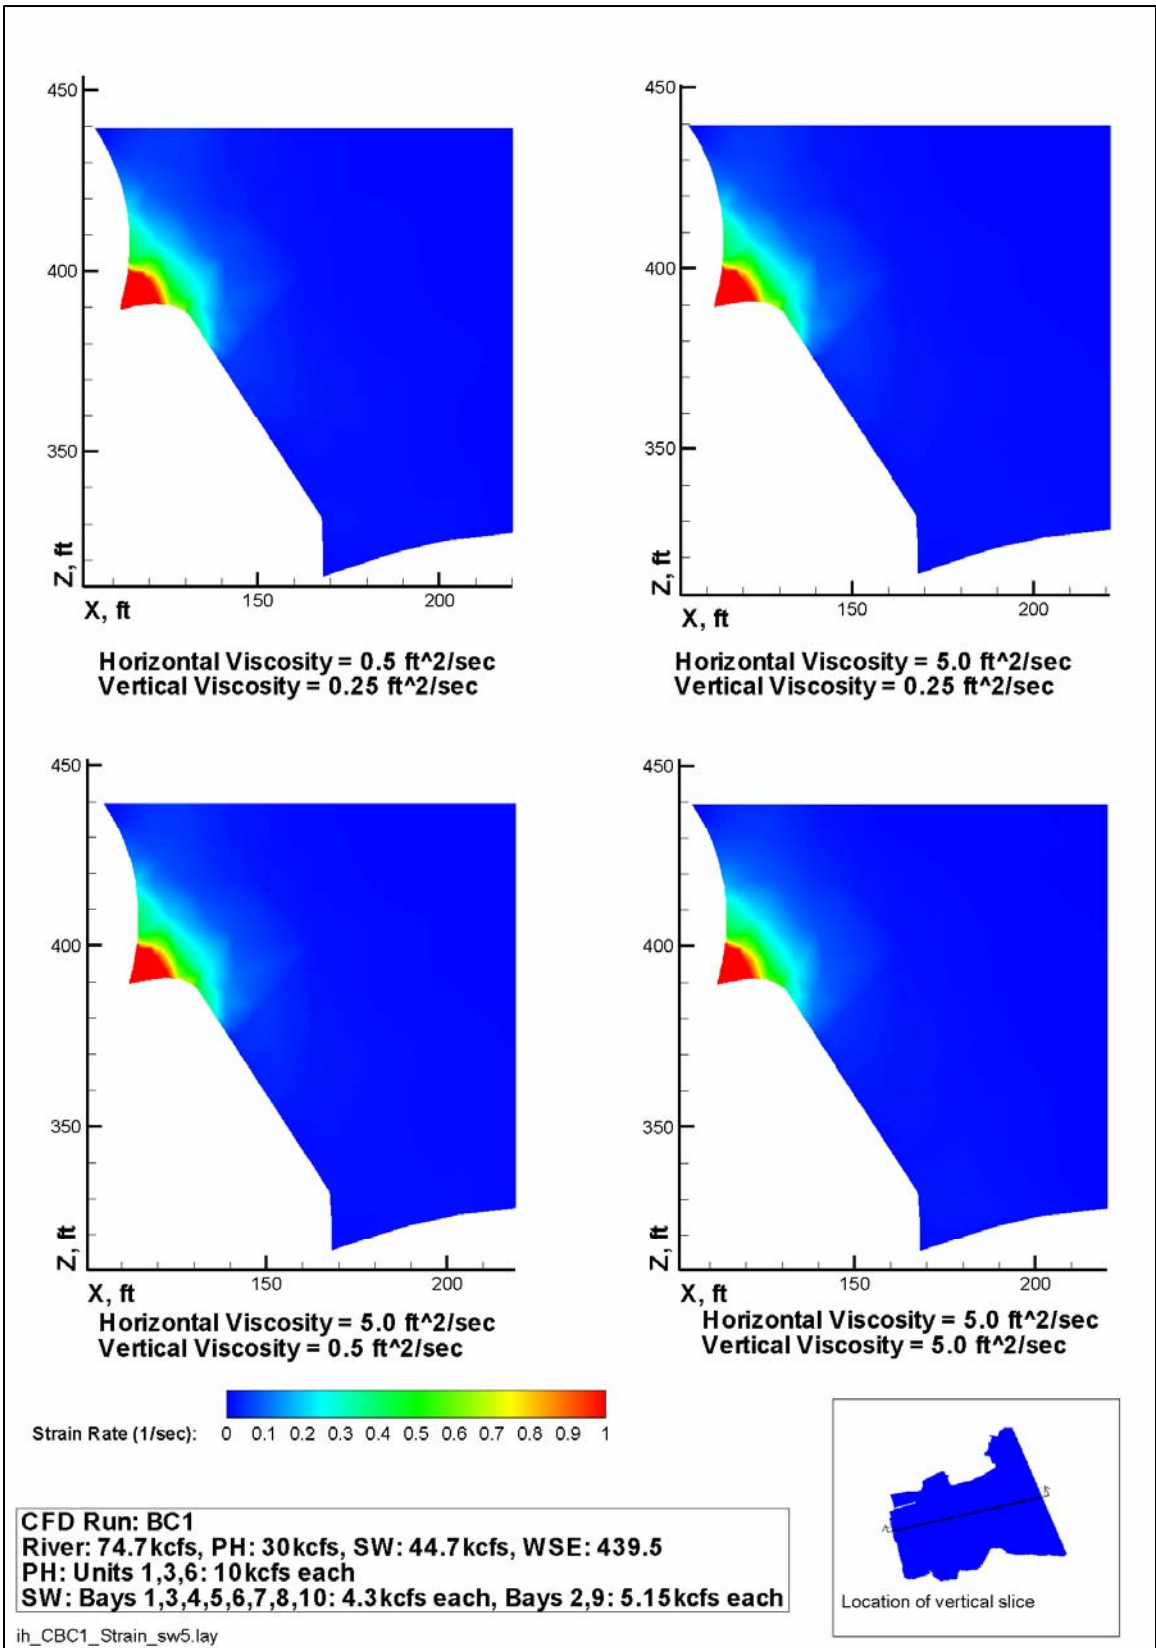 450
400
350
Z, ft
150
200
X, ft
Horizontal Viscosity = 0.5 ft^2/sec
Vertical Viscosity = 0.25 ft^2/sec
450
400
350
Z, ft
150
200
X, ft
Horizontal Viscosity = 5.0 ft^2/sec
Vertical Viscosity = 0.25 ft^2/sec
450
400
350
Z, ft
150
200
X, ft
Horizontal Viscosity = 5.0 ft^2/sec
Vertical Viscosity = 0.5 ft^2/sec
450
400
350
Z, ft
150
200
X, ft
Horizontal Viscosity = 5.0 ft^2/sec
Vertical Viscosity = 5.0 ft^2/sec
Strain Rate (1/sec): 0 0.1 0.2 0.3 0.4 0.5 0.6 0.7 0.8 0.9 1
CFD Run: BC1
River: 74.7kcfs, PH: 30kcfs, SW: 44.7kcfs, WSE: 439.5
PH: Units 1,3,6: 10kcfs each
SW: Bays 1,3,4,5,6,7,8,10: 4.3kcfs each, Bays 2,9: 5.15kcfs each
Location of vertical slice
ih_CBC1_Strain_sw5.lay